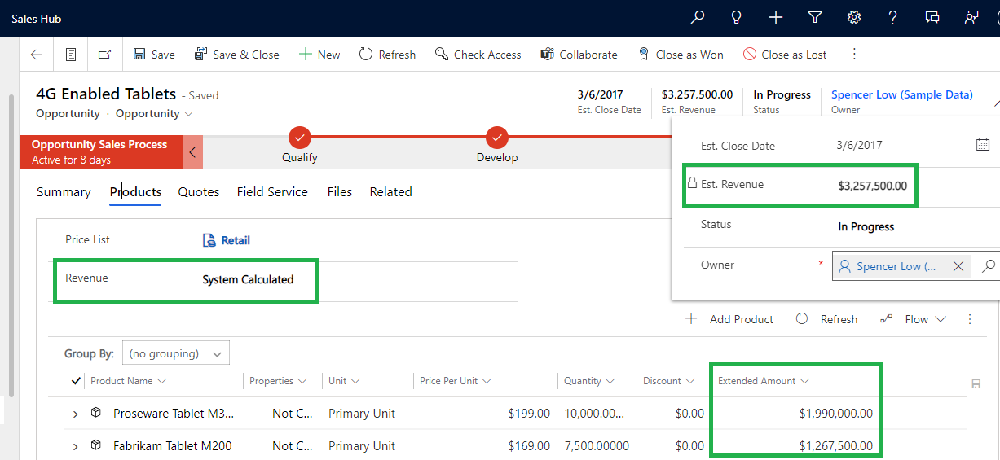 Sales Hub
Save Save & Close New Refresh Check Access Collaborate Close as Won Close as Lost
4G Enabled Tablets - Saved
Opportunity · Opportunity
3/6/2017 $3,257,500.00 In Progress Spencer Low (Sample Data)
Est. Close Date Est. Revenue Status Owner
Opportunity Sales Process
Active for 8 days
Qualify Develop
Est. Close Date 3/6/2017
Est. Revenue $3,257,500.00
Status In Progress
Owner * Spencer Low (...
Summary Products Quotes Field Service Files Related
Price List Retail
Revenue System Calculated
Add Product Refresh Flow
Group By: (no grouping)
Product Name Properties Unit Price Per Unit Quantity Discount Extended Amount
Proseware Tablet M3... Not C... Primary Unit $199.00 10,000.00... $0.00 $1,990,000.00
Fabrikam Tablet M200 Not C... Primary Unit $169.00 7,500.00000 $0.00 $1,267,500.00